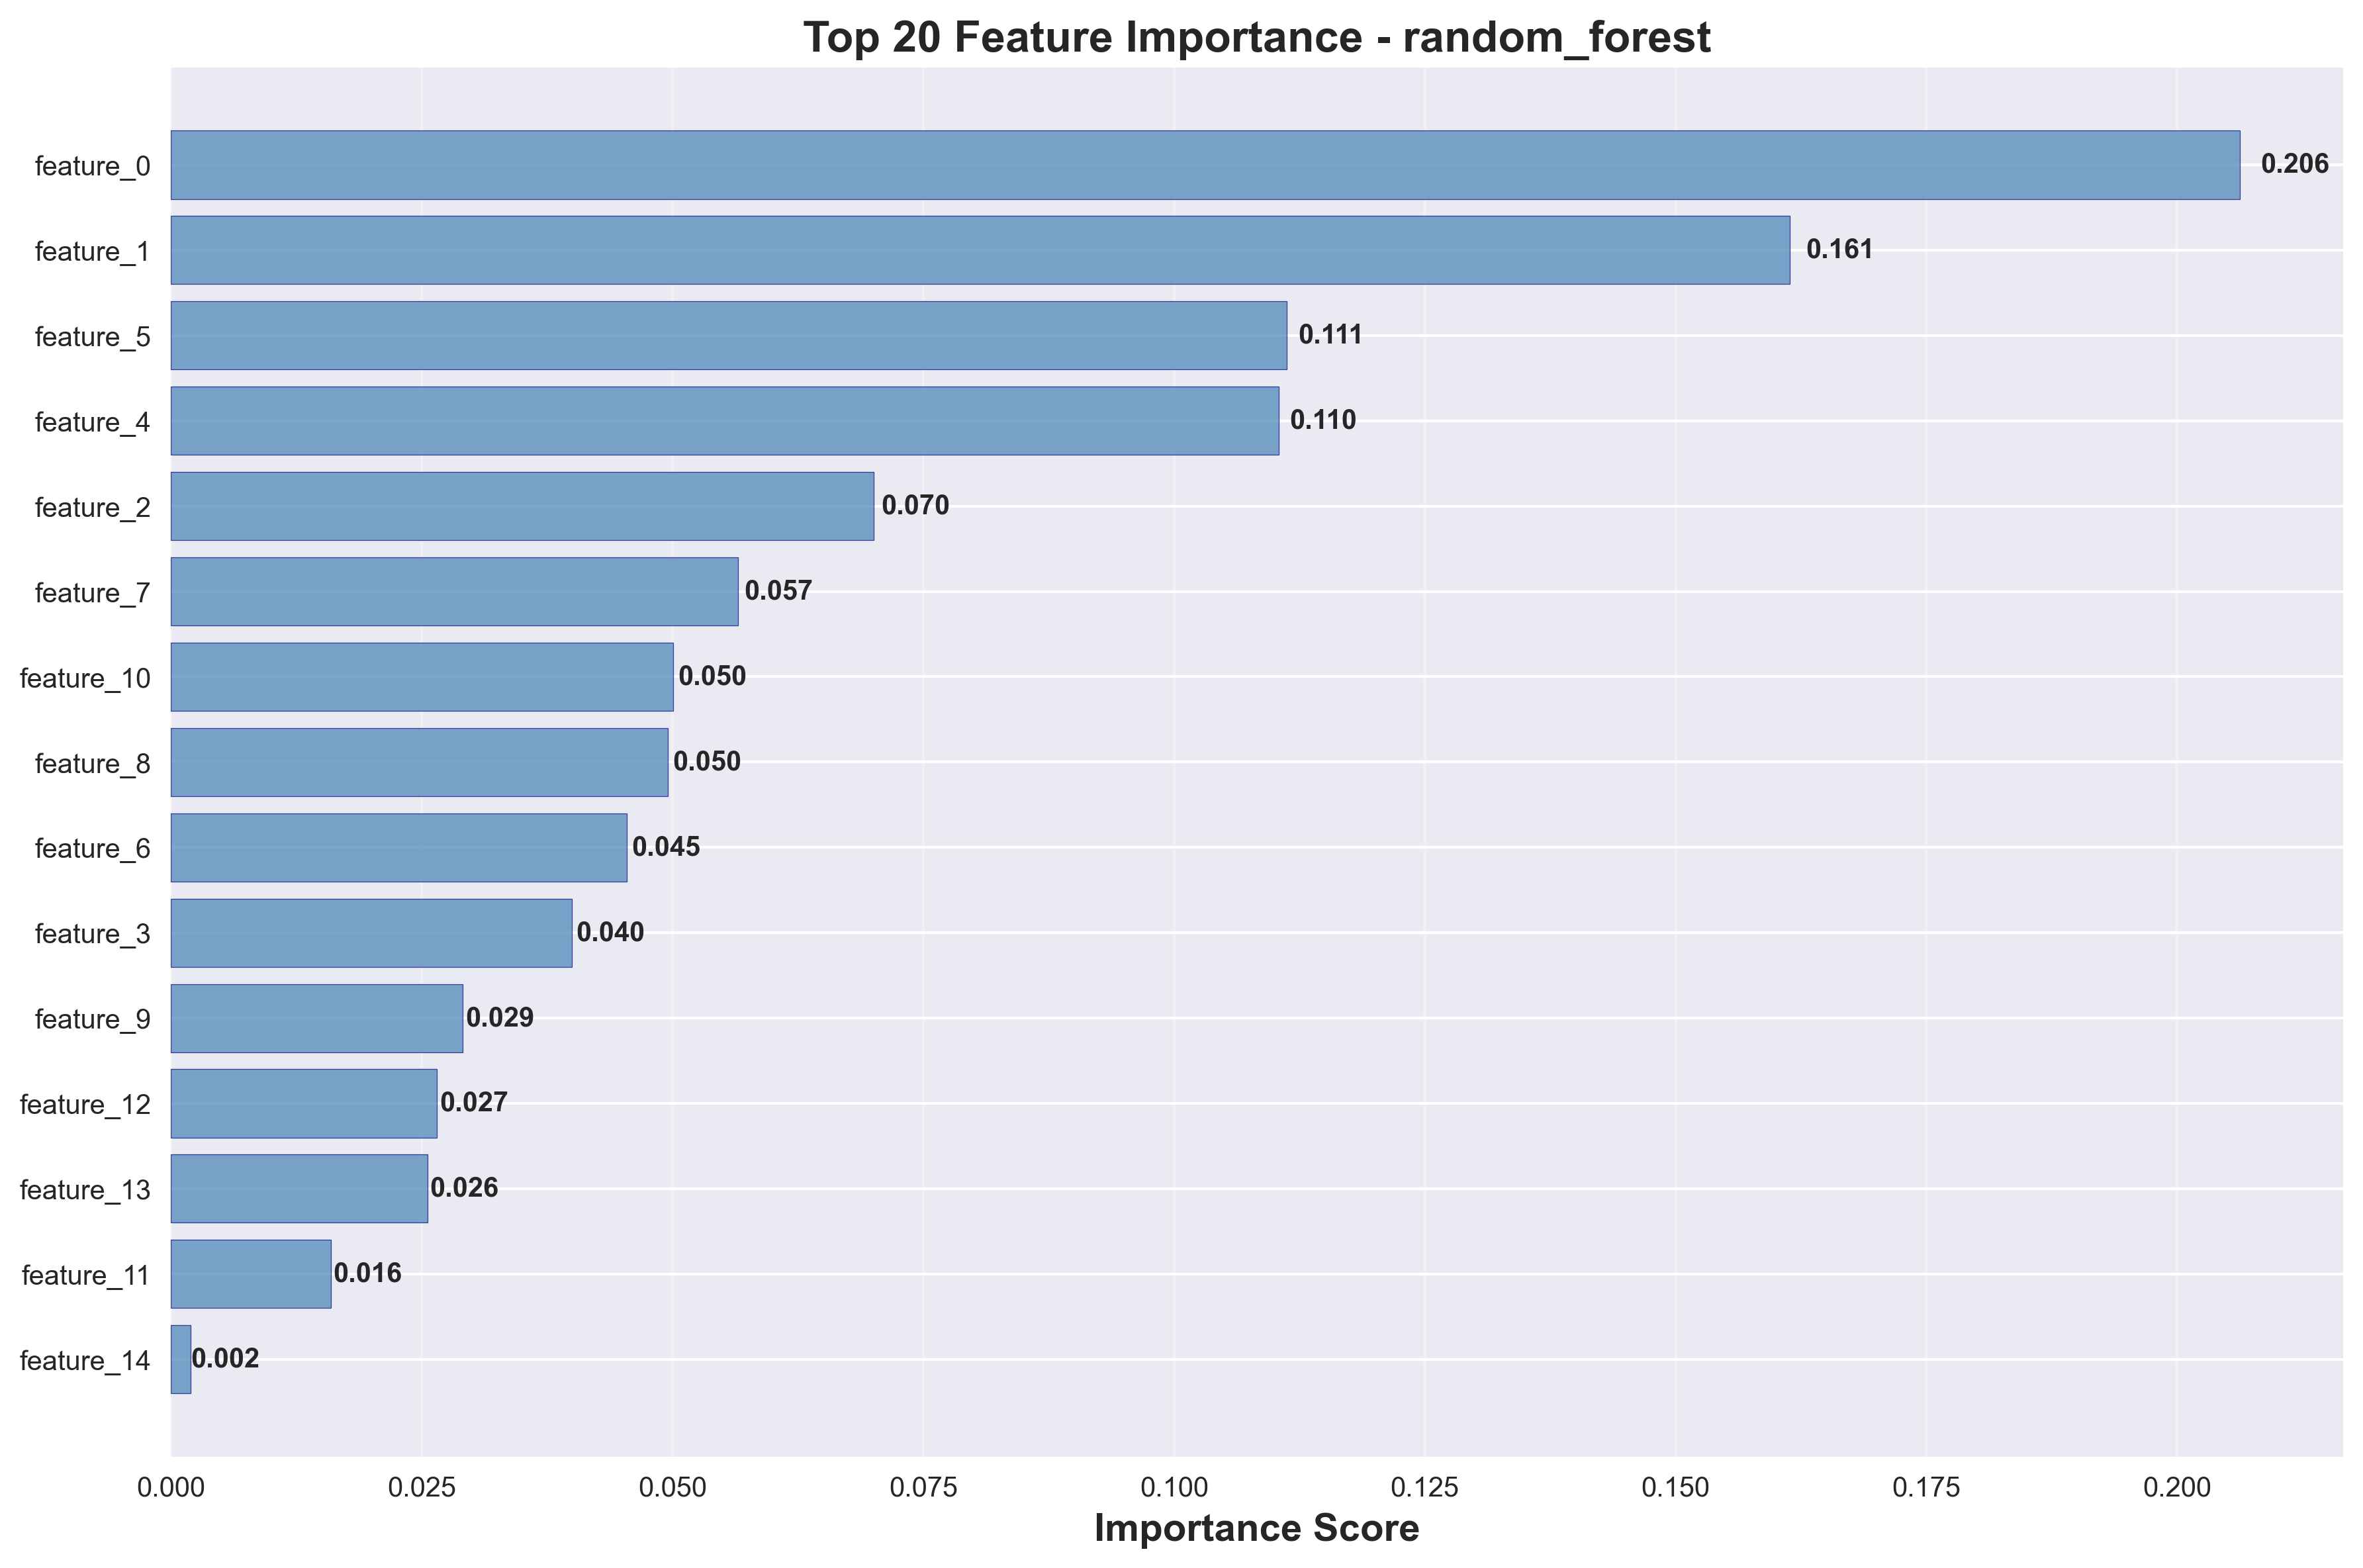 Top 20 Feature Importance - random_forest
feature_0 0.206
feature_1 0.161
feature_5 0.111
feature_4 0.110
feature_2 0.070
feature_7 0.057
feature_10 0.050
feature_8 0.050
feature_6 0.045
feature_3 0.040
feature_9 0.029
feature_12 0.027
feature_13 0.026
feature_11 0.016
feature_14 0.002
0.000 0.025 0.050 0.075 0.100 0.125 0.150 0.175 0.200
Importance Score